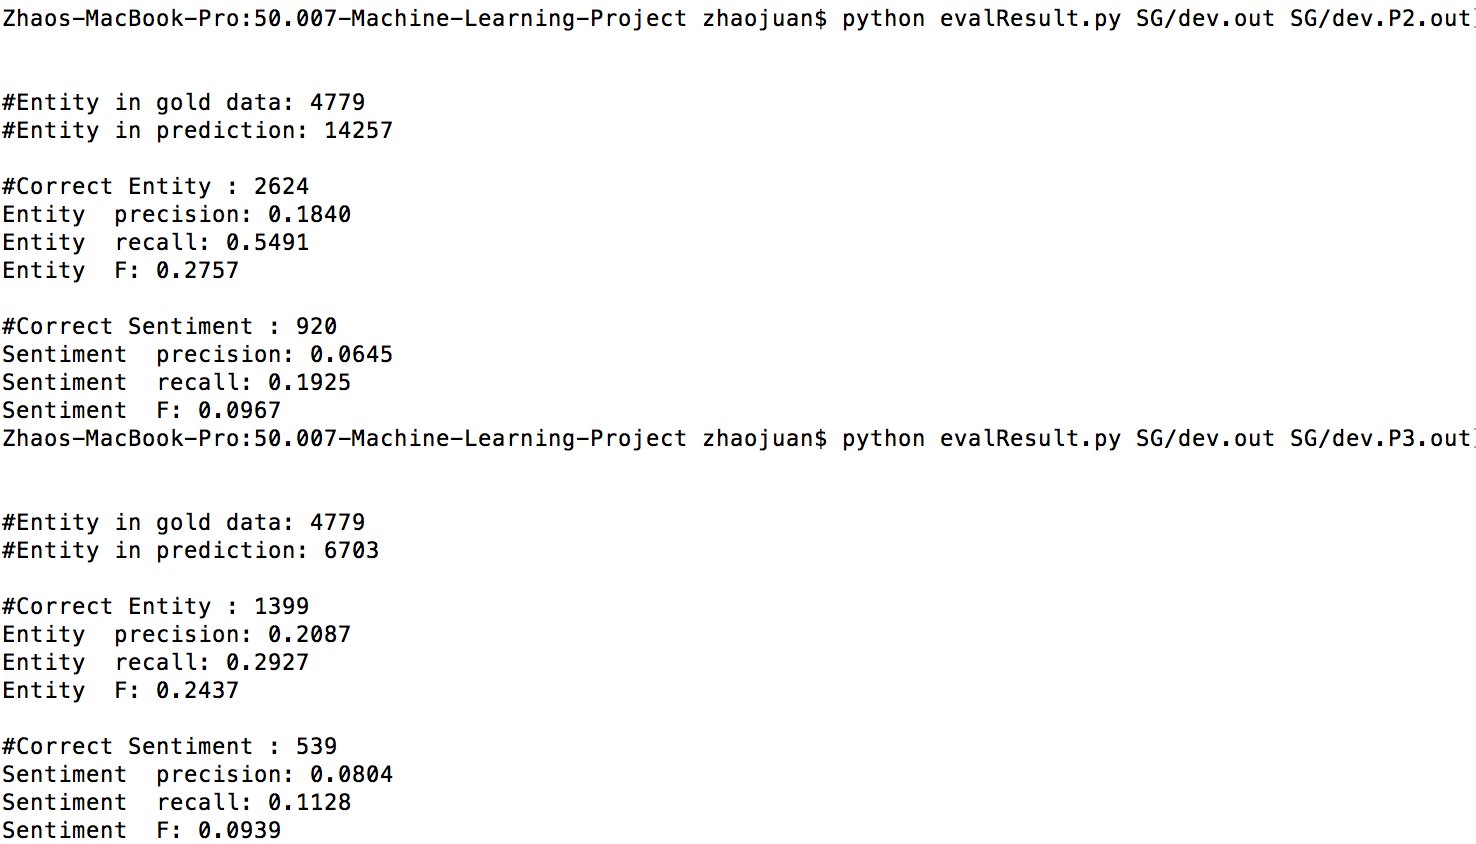 Zhaos-MacBook-Pro:50.007-Machine-Learning-Project zhaojuan$ python evalResult.py SG/dev.out SG/dev.P2.out
#Entity in gold data: 4779
#Entity in prediction: 14257
#Correct Entity : 2624
Entity  precision: 0.1840
Entity  recall: 0.5491
Entity  F: 0.2757
#Correct Sentiment : 920
Sentiment  precision: 0.0645
Sentiment  recall: 0.1925
Sentiment  F: 0.0967
Zhaos-MacBook-Pro:50.007-Machine-Learning-Project zhaojuan$ python evalResult.py SG/dev.out SG/dev.P3.out
#Entity in gold data: 4779
#Entity in prediction: 6703
#Correct Entity : 1399
Entity  precision: 0.2087
Entity  recall: 0.2927
Entity  F: 0.2437
#Correct Sentiment : 539
Sentiment  precision: 0.0804
Sentiment  recall: 0.1128
Sentiment  F: 0.0939